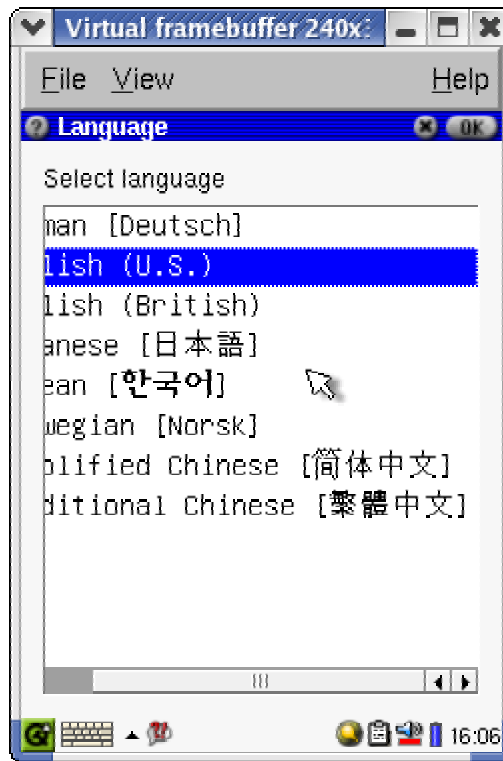 Virtual framebuffer 240x
File View Help
Language OK
Select language
man [Deutsch]
lish (U.S.)
lish (British)
anese [日本語]
ean [한국어]
wegian [Norsk]
plified Chinese [简体中文]
ditional Chinese [繁體中文]
16:06